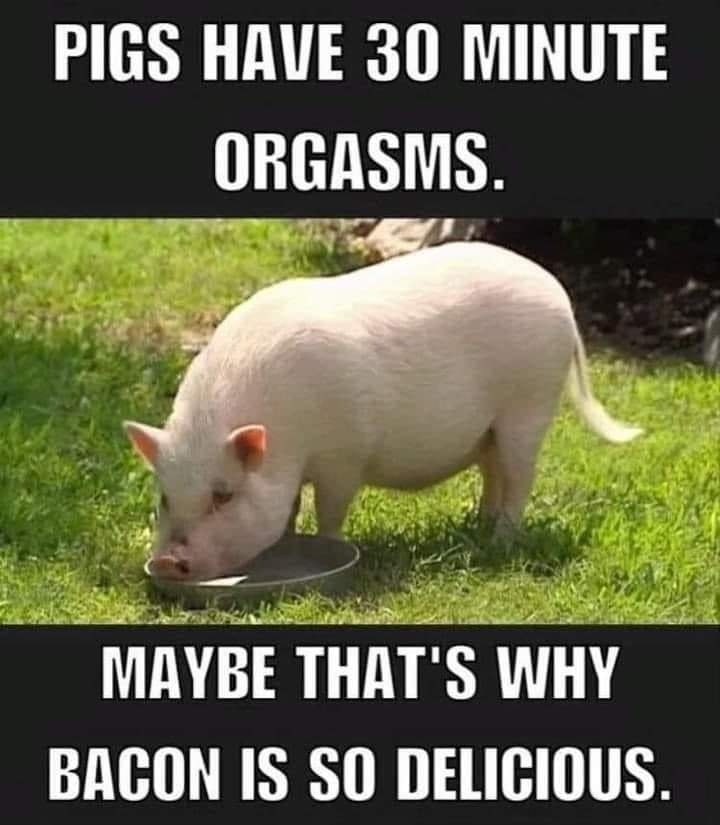 PIGS HAVE 30 MINUTE
ORGASMS.
MAYBE THAT'S WHY
BACON IS SO DELICIOUS.